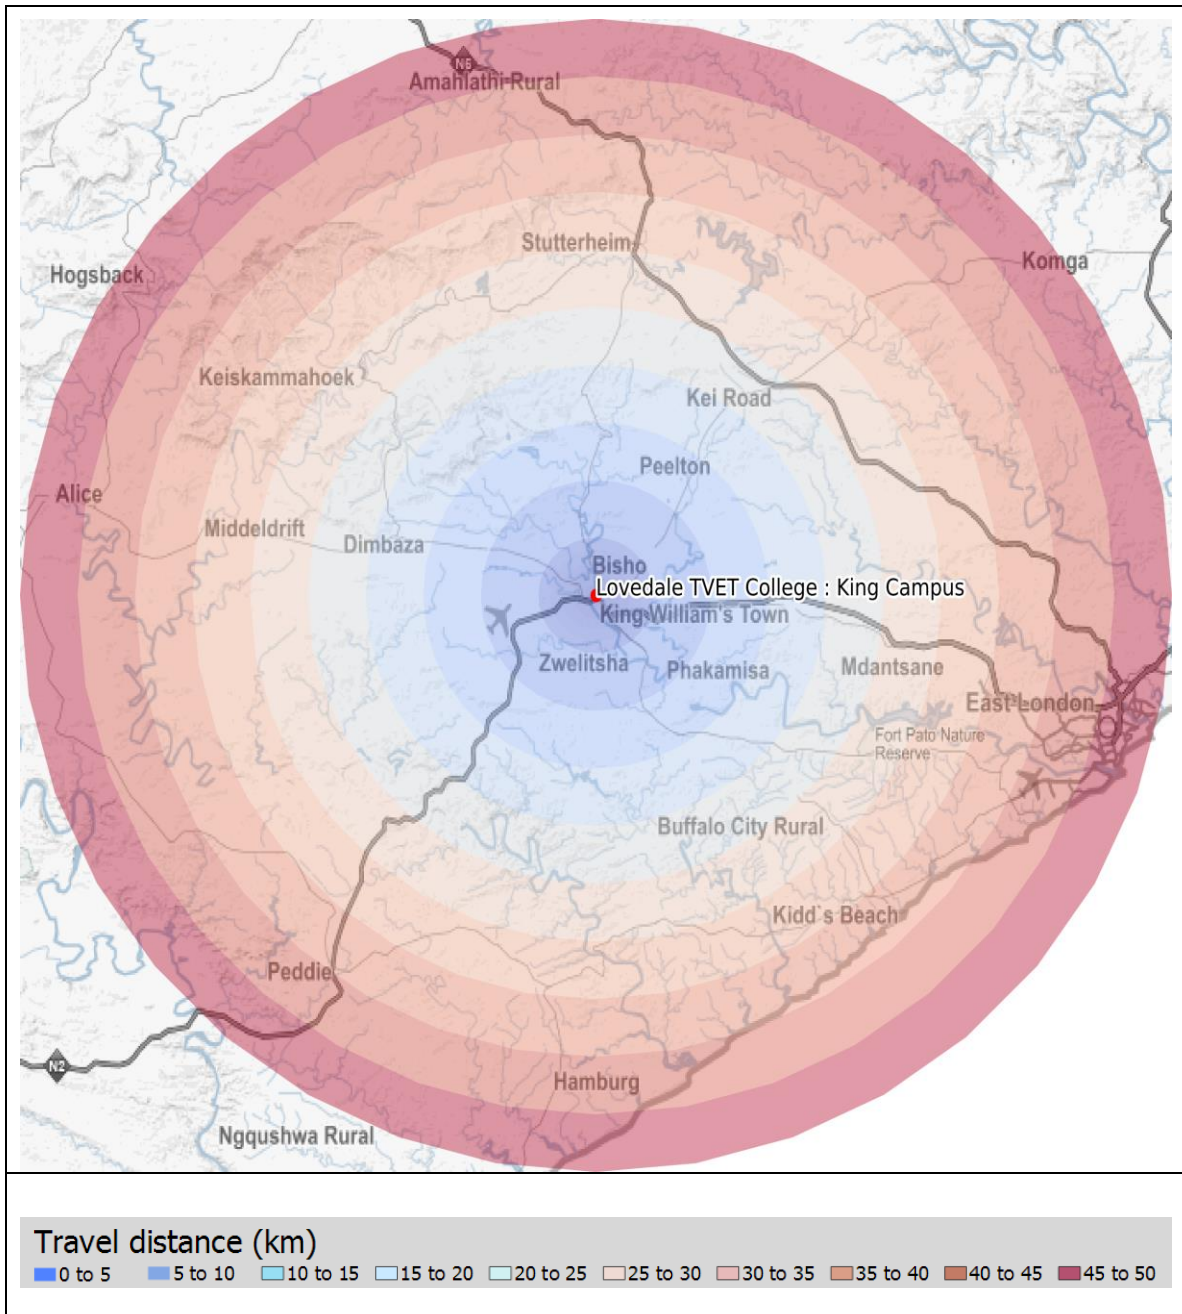 N6
Amahlathi Rural
Stutterheim
Komga
Hogsback
Keiskammahoek
Kei Road
Peelton
Alice
Middeldrift
Dimbaza
Bisho
Lovedale TVET College : King Campus
King William's Town
Zwelitsha
Phakamisa
Mdantsane
East London
Fort Pato Nature
Reserve
Buffalo City Rural
Kidd`s Beach
Peddie
N2
Hamburg
Ngqushwa Rural
Travel distance (km)
0 to 5 5 to 10 10 to 15 15 to 20 20 to 25 25 to 30 30 to 35 35 to 40 40 to 45 45 to 50